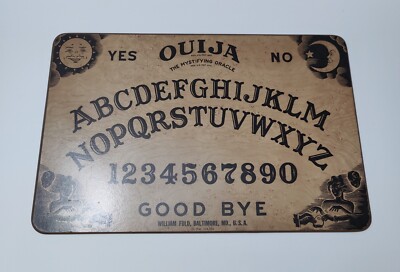 YES OUIJA NO
THE MYSTIFYING ORACLE
ABCDEFGHIJKLM
NOPQRSTUVWXYZ
1234567890
GOOD BYE
WILLIAM FULD, BALTIMORE, MD., U.S.A.